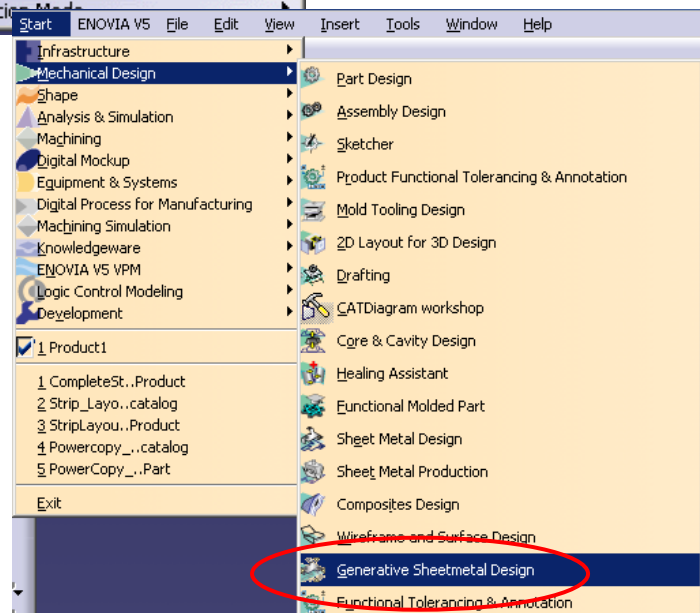 Start ENOVIA V5 File Edit View Insert Tools Window Help
Infrastructure
Mechanical Design
Shape
Analysis & Simulation
Machining
Digital Mockup
Equipment & Systems
Digital Process for Manufacturing
Machining Simulation
Knowledgeware
ENOVIA V5 VPM
Logic Control Modeling
Development
1 Product1
1 CompleteSt..Product
2 Strip_Layo..catalog
3 StripLayou..Product
4 Powercopy_..catalog
5 PowerCopy_..Part
Exit
Part Design
Assembly Design
Sketcher
Product Functional Tolerancing & Annotation
Mold Tooling Design
2D Layout for 3D Design
Drafting
CATDiagram workshop
Core & Cavity Design
Healing Assistant
Functional Molded Part
Sheet Metal Design
Sheet Metal Production
Composites Design
Wireframe and Surface Design
Generative Sheetmetal Design
Functional Tolerancing & Annotation